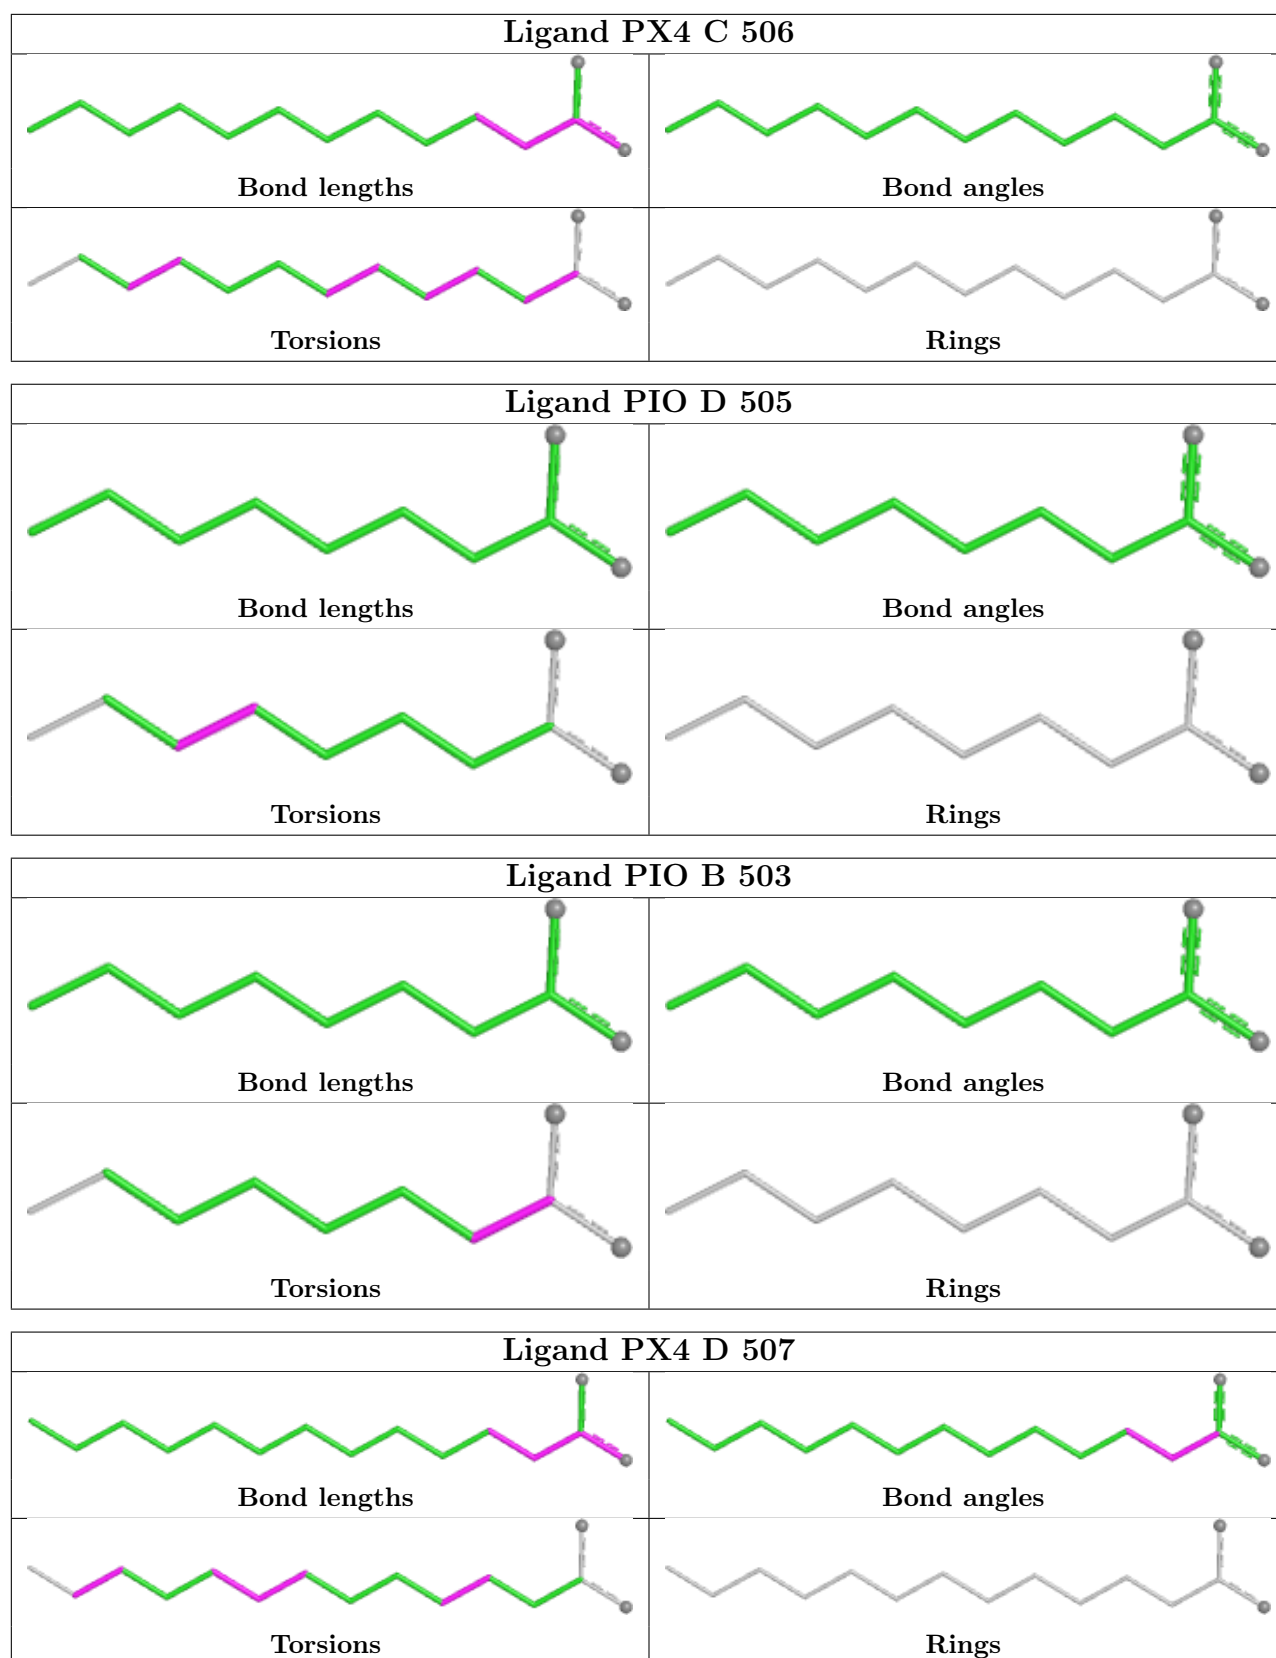 Ligand PX4 C 506
Bond lengths Bond angles
Torsions Rings
Ligand PIO D 505
Bond lengths Bond angles
Torsions Rings
Ligand PIO B 503
Bond lengths Bond angles
Torsions Rings
Ligand PX4 D 507
Bond lengths Bond angles
Torsions Rings